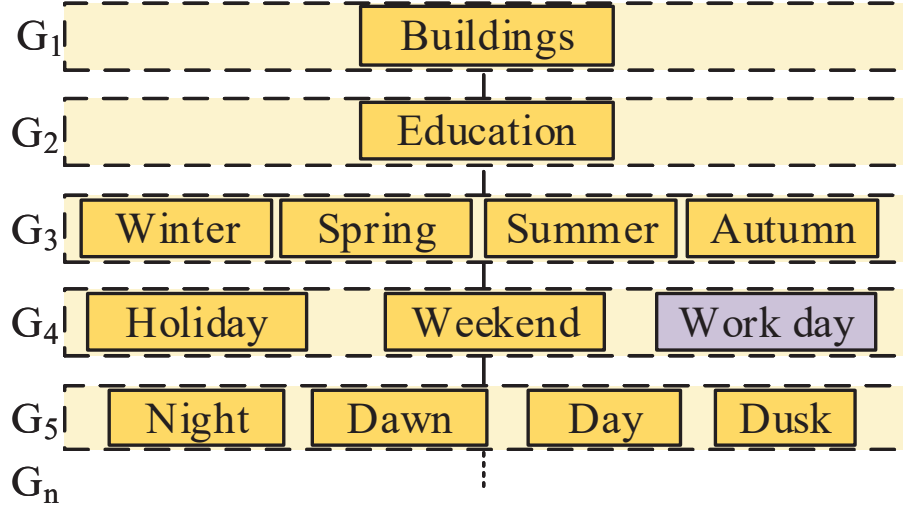 G₁ Buildings
G₂ Education
G₃ Winter Spring Summer Autumn
G₄ Holiday Weekend Work day
G₅ Night Dawn Day Dusk
Gₙ